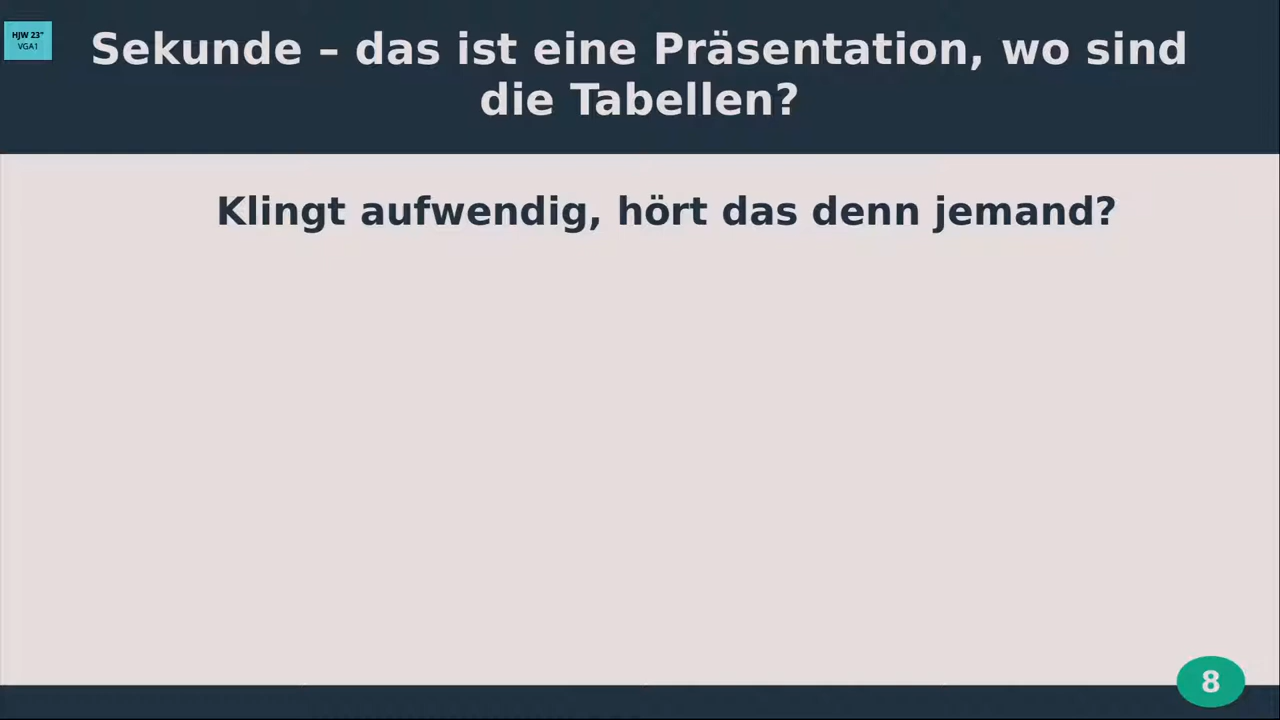 HJW 23"
VGA1
Sekunde – das ist eine Präsentation, wo sind
die Tabellen?
Klingt aufwendig, hört das denn jemand?
8